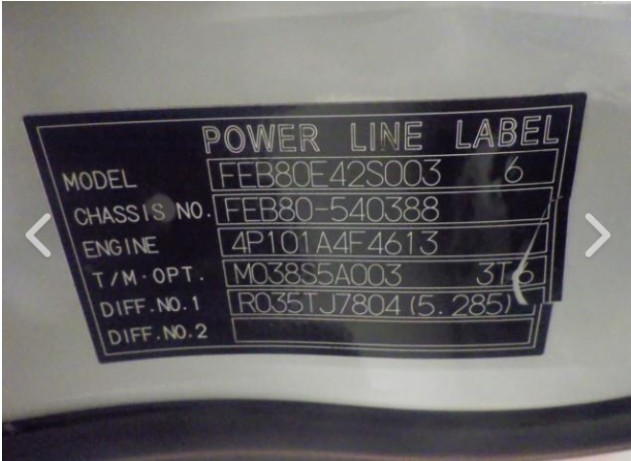 POWER LINE LABEL
MODEL FEB80E42S003 6
CHASSIS NO. FEB80-540388
ENGINE 4P101A4F4613
T/M·OPT. M038S5A003 3T6
DIFF.NO.1 R035TJ7804(5.285)
DIFF.NO.2